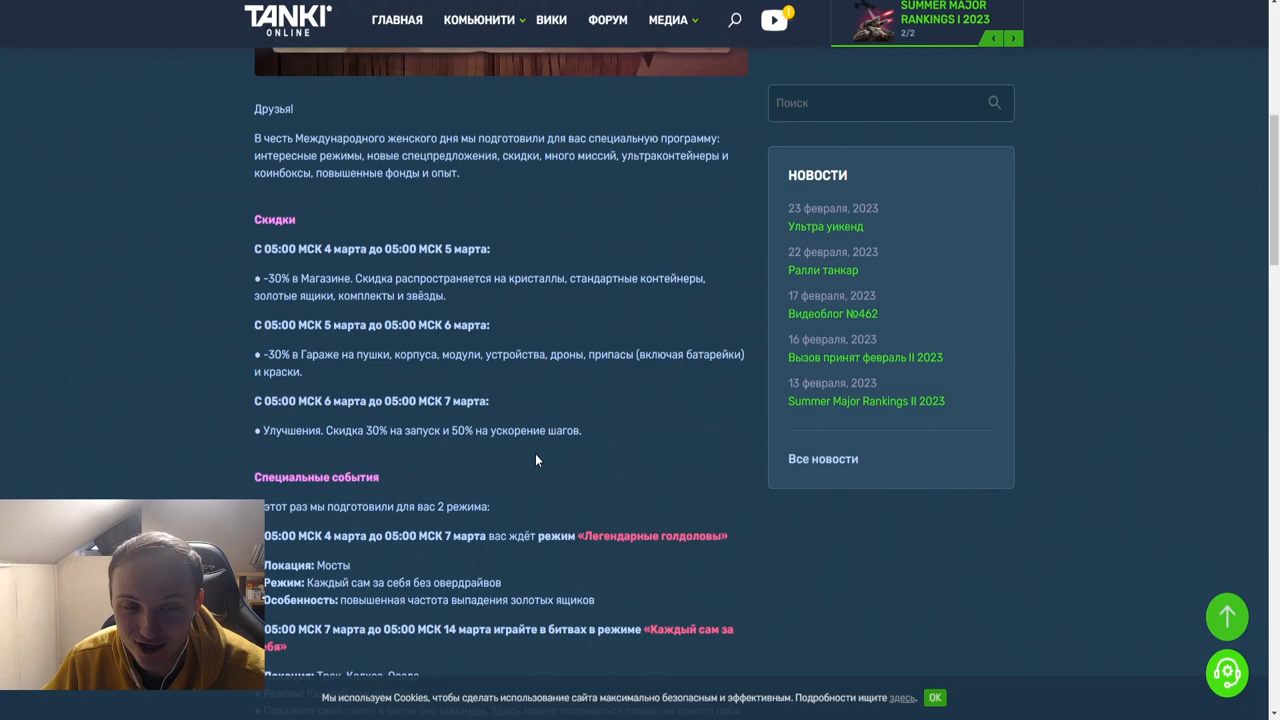 TANKI
ONLINE
ГЛАВНАЯ
КОМЬЮНИТИ
ВИКИ
ФОРУМ
МЕДИА
1
SUMMER MAJOR
RANKINGS I 2023
2/2
Друзья!
В честь Международного женского дня мы подготовили для вас специальную программу:
интересные режимы, новые спецпредложения, скидки, много миссий, ультраконтейнеры и
коинбоксы, повышенные фонды и опыт.
Скидки
С 05:00 МСК 4 марта до 05:00 МСК 5 марта:
● -30% в Магазине. Скидка распространяется на кристаллы, стандартные контейнеры,
золотые ящики, комплекты и звёзды.
С 05:00 МСК 5 марта до 05:00 МСК 6 марта:
● -30% в Гараже на пушки, корпуса, модули, устройства, дроны, припасы (включая батарейки)
и краски.
С 05:00 МСК 6 марта до 05:00 МСК 7 марта:
● Улучшения. Скидка 30% на запуск и 50% на ускорение шагов.
Специальные события
этот раз мы подготовили для вас 2 режима:
05:00 МСК 4 марта до 05:00 МСК 7 марта вас ждёт режим «Легендарные голдоловы»
Локация: Мосты
Режим: Каждый сам за себя без овердрайвов
Особенность: повышенная частота выпадения золотых ящиков
05:00 МСК 7 марта до 05:00 МСК 14 марта играйте в битвах в режиме «Каждый сам за
бя»
Поиск
НОВОСТИ
23 февраля, 2023
Ультра уикенд
22 февраля, 2023
Ралли танкар
17 февраля, 2023
Видеоблог №462
16 февраля, 2023
Вызов принят февраль II 2023
13 февраля, 2023
Summer Major Rankings II 2023
Все новости
Мы используем Cookies, чтобы сделать использование сайта максимально безопасным и эффективным. Подробности ищите здесь.
OK